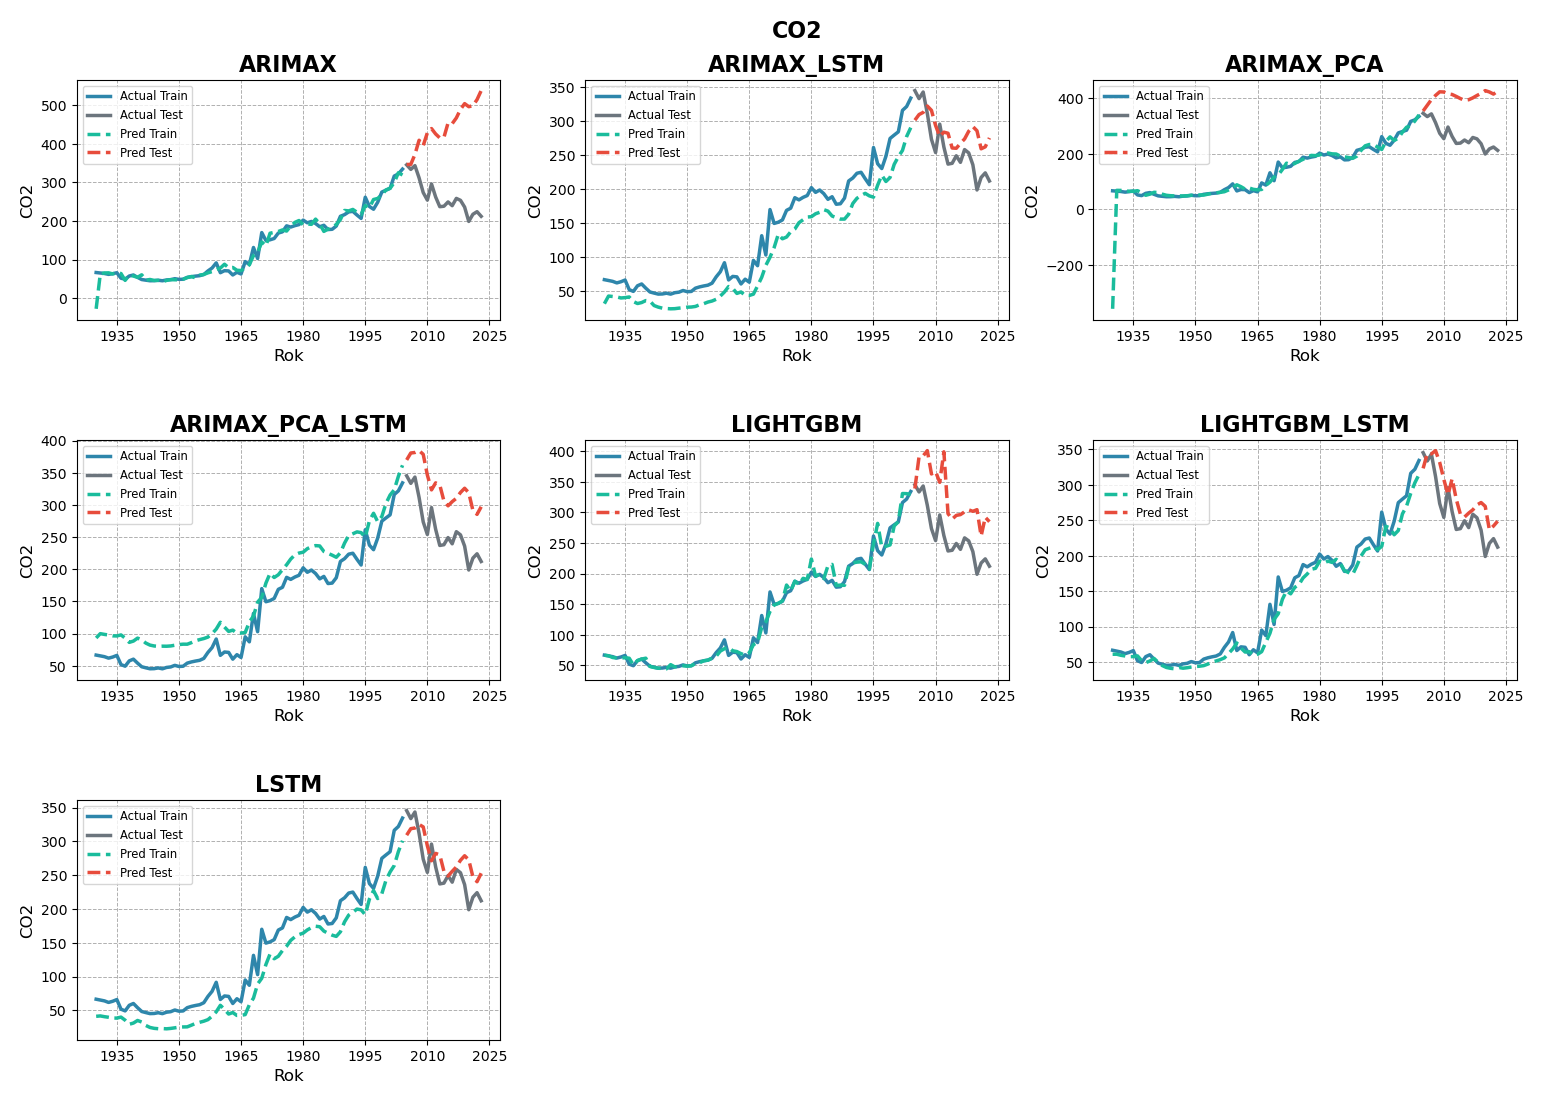 CO2
ARIMAX
CO2
500
400
300
200
100
0
Actual Train
Actual Test
Pred Train
Pred Test
1935 1950 1965 1980 1995 2010 2025
Rok
ARIMAX_LSTM
CO2
350
300
250
200
150
100
50
Actual Train
Actual Test
Pred Train
Pred Test
1935 1950 1965 1980 1995 2010 2025
Rok
ARIMAX_PCA
CO2
400
200
0
−200
Actual Train
Actual Test
Pred Train
Pred Test
1935 1950 1965 1980 1995 2010 2025
Rok
ARIMAX_PCA_LSTM
CO2
400
350
300
250
200
150
100
50
Actual Train
Actual Test
Pred Train
Pred Test
1935 1950 1965 1980 1995 2010 2025
Rok
LIGHTGBM
CO2
400
350
300
250
200
150
100
50
Actual Train
Actual Test
Pred Train
Pred Test
1935 1950 1965 1980 1995 2010 2025
Rok
LIGHTGBM_LSTM
CO2
350
300
250
200
150
100
50
Actual Train
Actual Test
Pred Train
Pred Test
1935 1950 1965 1980 1995 2010 2025
Rok
LSTM
CO2
350
300
250
200
150
100
50
Actual Train
Actual Test
Pred Train
Pred Test
1935 1950 1965 1980 1995 2010 2025
Rok